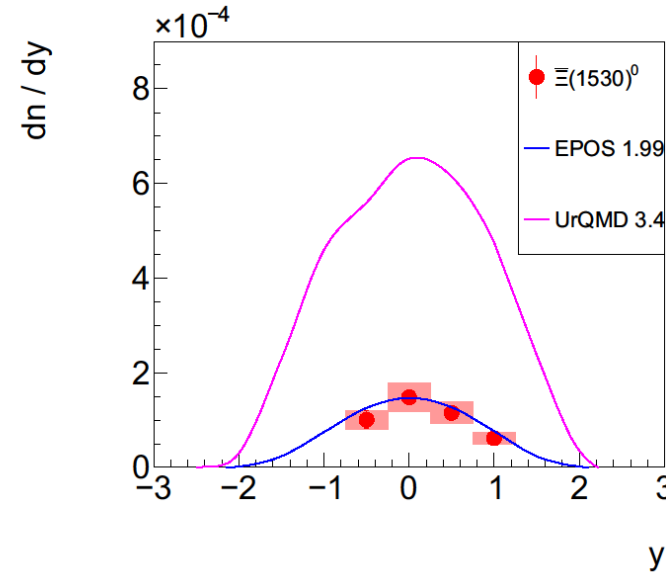 ×10⁻⁴
dn / dy
8
6
4
2
0
−3 −2 −1 0 1 2 3
y
Ξ̅(1530)⁰
EPOS 1.99
UrQMD 3.4